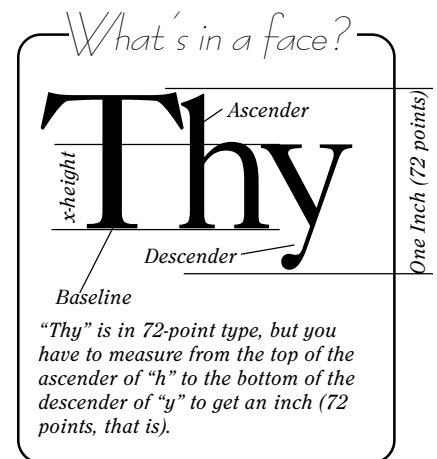 What's in a face?
Thy
Ascender
x-height
One Inch (72 points)
Descender
Baseline
“Thy” is in 72-point type, but you
have to measure from the top of the
ascender of “h” to the bottom of the
descender of “y” to get an inch (72
points, that is).